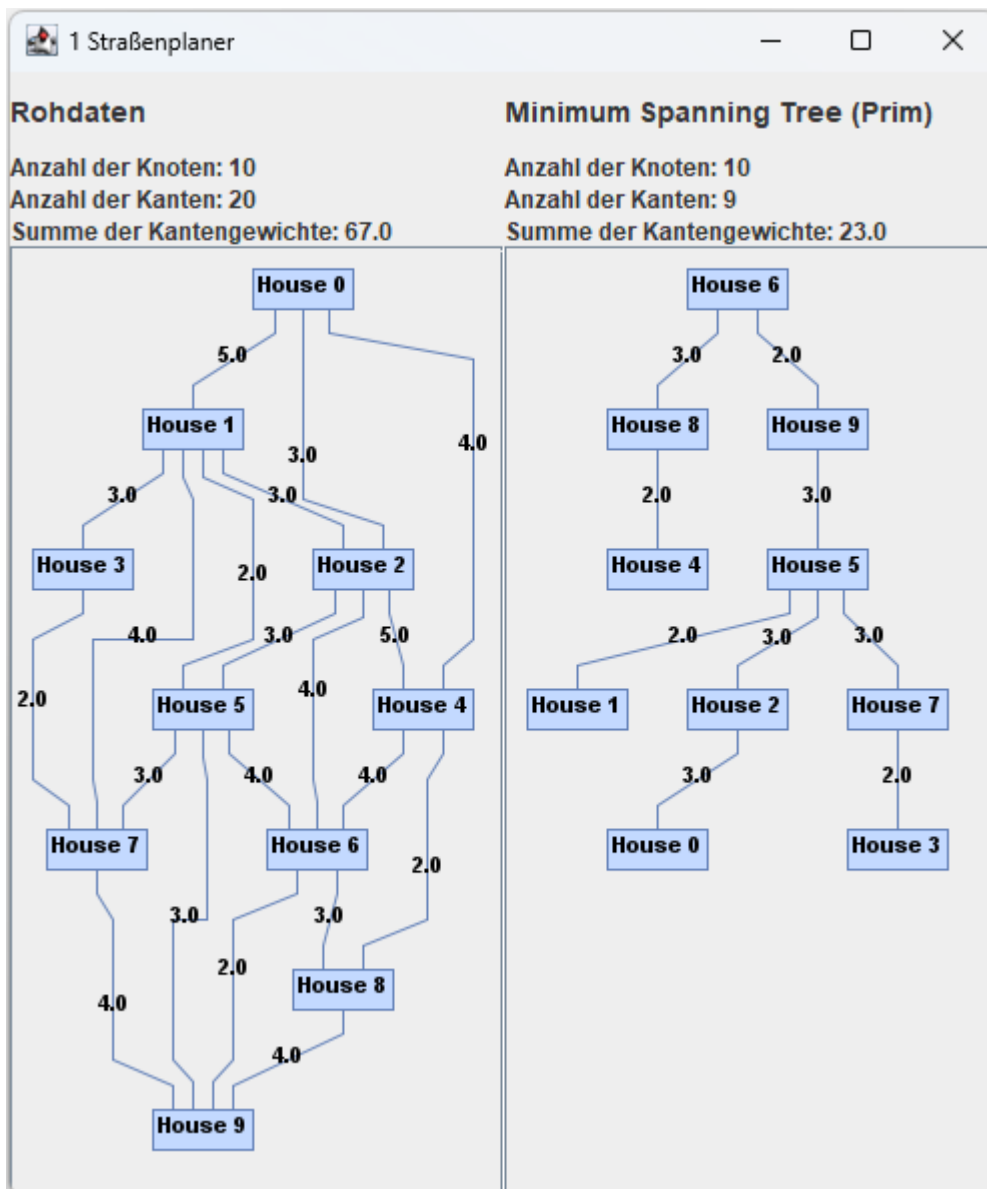 1 Straßenplaner
Rohdaten
Anzahl der Knoten: 10
Anzahl der Kanten: 20
Summe der Kantengewichte: 67.0
House 0
5.0
House 1
4.0
3.0
3.0
3.0
House 3
House 2
2.0
4.0
3.0
5.0
2.0
4.0
House 5
House 4
3.0
4.0
4.0
House 7
House 6
2.0
3.0
3.0
2.0
House 8
4.0
4.0
House 9
Minimum Spanning Tree (Prim)
Anzahl der Knoten: 10
Anzahl der Kanten: 9
Summe der Kantengewichte: 23.0
House 6
3.0
2.0
House 8
House 9
2.0
3.0
House 4
House 5
2.0
3.0
3.0
House 1
House 2
House 7
3.0
2.0
House 0
House 3